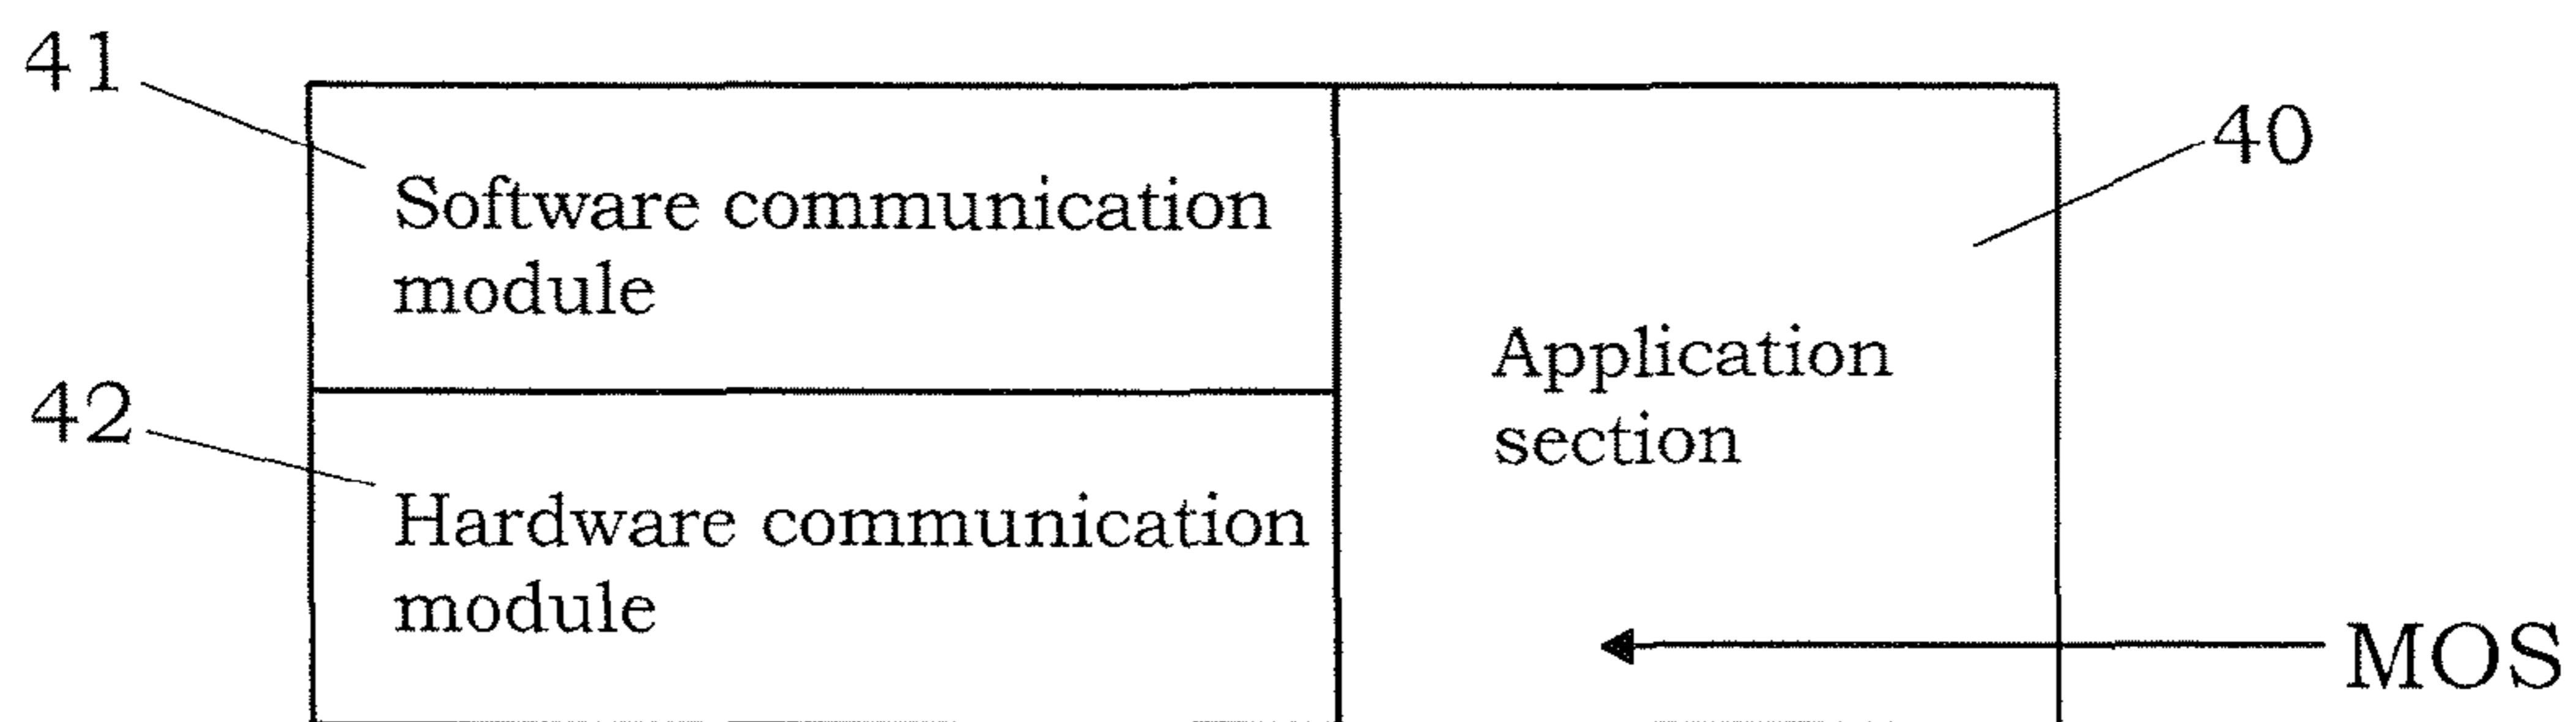 41
Software communication
module
40
Application
section
42
Hardware communication
module
MOS